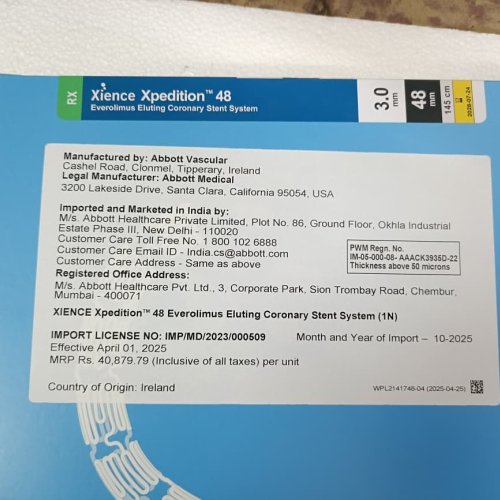 RX
Xience Xpedition™ 48
Everolimus Eluting Coronary Stent System
3.0 mm
48 mm
145 cm
2028-07-24
Manufactured by: Abbott Vascular
Cashel Road, Clonmel, Tipperary, Ireland
Legal Manufacturer: Abbott Medical
3200 Lakeside Drive, Santa Clara, California 95054, USA
Imported and Marketed in India by:
M/s. Abbott Healthcare Private Limited, Plot No. 86, Ground Floor, Okhla Industrial
Estate Phase III, New Delhi - 110020
Customer Care Toll Free No. 1 800 102 6888
Customer Care Email ID - India.cs@abbott.com
Customer Care Address - Same as above
PWM Regn. No.
IM-05-000-08- AAACK3935D-22
Thickness above 50 microns
Registered Office Address:
M/s. Abbott Healthcare Pvt. Ltd., 3, Corporate Park, Sion Trombay Road, Chembur,
Mumbai - 400071
XIENCE Xpedition™ 48 Everolimus Eluting Coronary Stent System (1N)
IMPORT LICENSE NO: IMP/MD/2023/000509
Month and Year of Import – 10-2025
Effective April 01, 2025
MRP Rs. 40,879.79 (Inclusive of all taxes) per unit
Country of Origin: Ireland
WPL2141748-04 (2025-04-25)